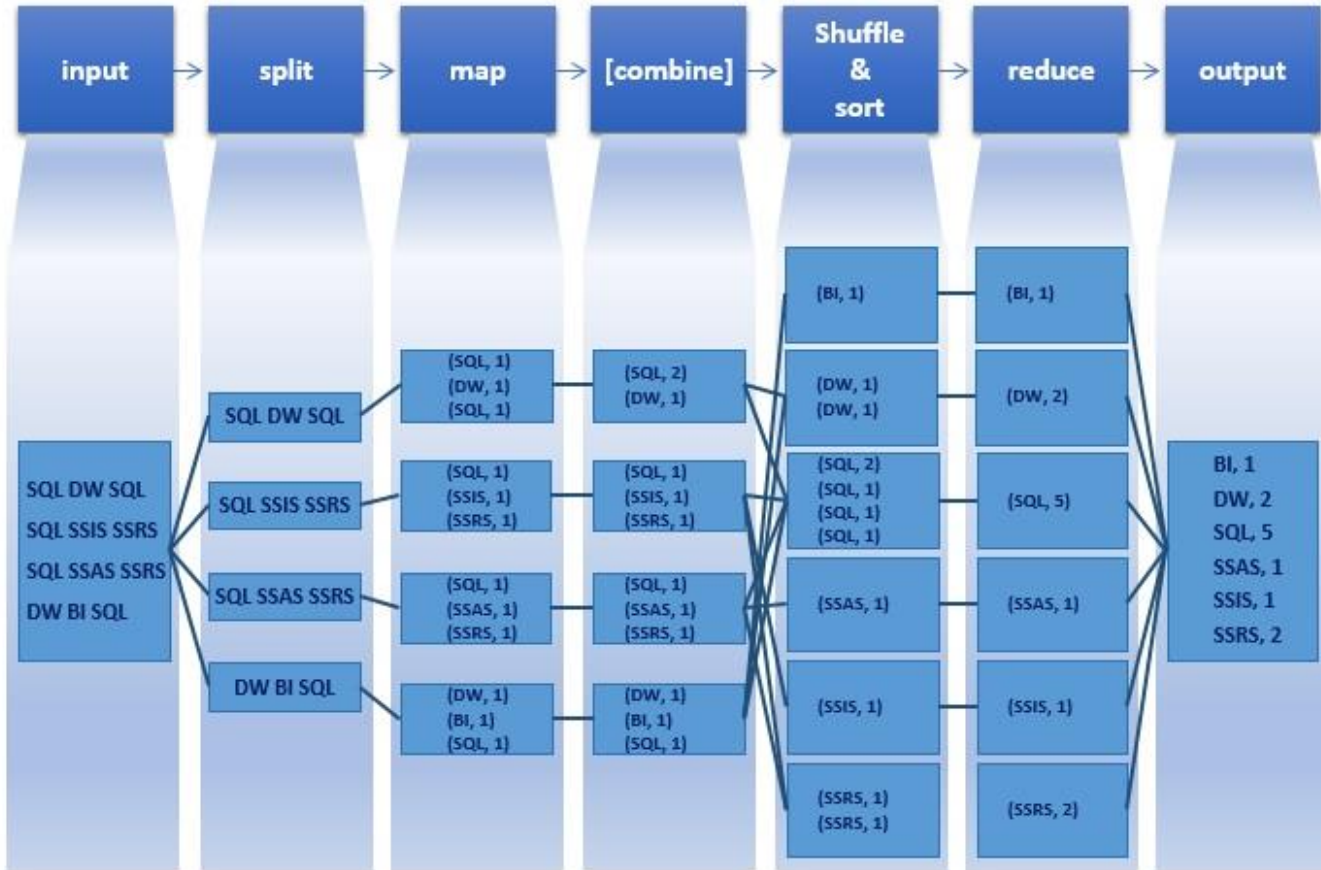 input
split
map
[combine]
Shuffle
&
sort
reduce
output
SQL DW SQL
SQL SSIS SSRS
SQL SSAS SSRS
DW BI SQL
SQL DW SQL
SQL SSIS SSRS
SQL SSAS SSRS
DW BI SQL
(SQL, 1)
(DW, 1)
(SQL, 1)
(SQL, 1)
(SSIS, 1)
(SSRS, 1)
(SQL, 1)
(SSAS, 1)
(SSRS, 1)
(DW, 1)
(BI, 1)
(SQL, 1)
(SQL, 2)
(DW, 1)
(SQL, 1)
(SSIS, 1)
(SSRS, 1)
(SQL, 1)
(SSAS, 1)
(SSRS, 1)
(DW, 1)
(BI, 1)
(SQL, 1)
(BI, 1)
(DW, 1)
(DW, 1)
(SQL, 2)
(SQL, 1)
(SQL, 1)
(SQL, 1)
(SSAS, 1)
(SSIS, 1)
(SSRS, 1)
(SSRS, 1)
(BI, 1)
(DW, 2)
(SQL, 5)
(SSAS, 1)
(SSIS, 1)
(SSRS, 2)
BI, 1
DW, 2
SQL, 5
SSAS, 1
SSIS, 1
SSRS, 2